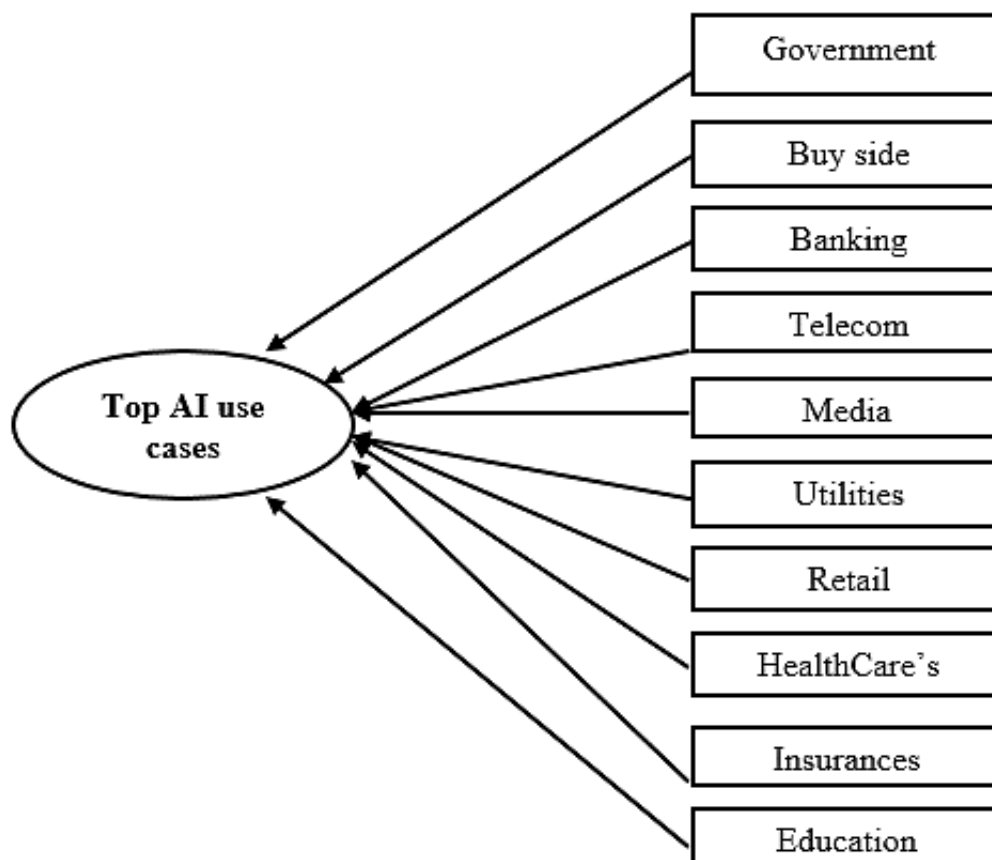 Government
Buy side
Banking
Telecom
Top AI use
cases
Media
Utilities
Retail
HealthCare’s
Insurances
Education